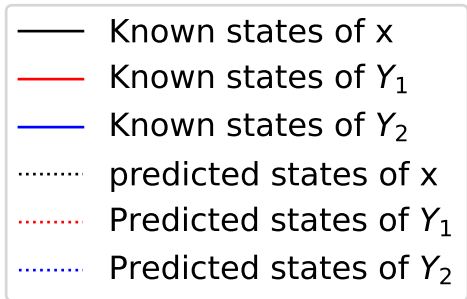 Known states of x
Known states of Y₁
Known states of Y₂
predicted states of x
Predicted states of Y₁
Predicted states of Y₂